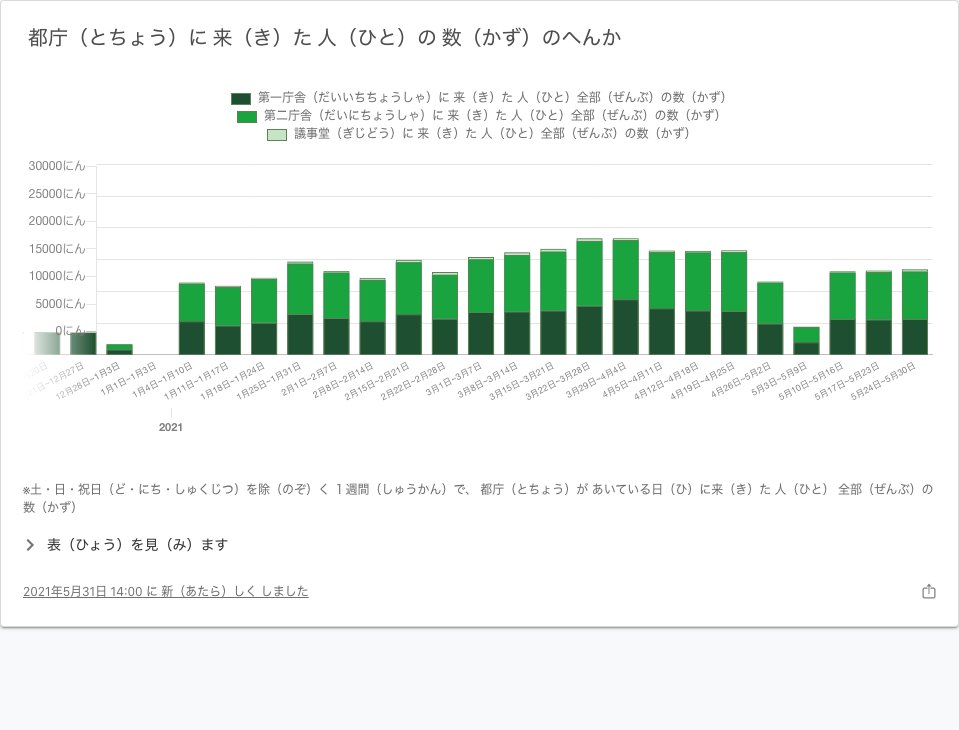 都庁（とちょう）に 来（き）た 人（ひと）の 数（かず）のへんか
第一庁舎（だいいちちょうしゃ）に 来（き）た 人（ひと）全部（ぜんぶ）の数（かず）
第二庁舎（だいにちょうしゃ）に 来（き）た 人（ひと）全部（ぜんぶ）の数（かず）
議事堂（ぎじどう）に 来（き）た 人（ひと）全部（ぜんぶ）の数（かず）
30000にん
25000にん
20000にん
15000にん
10000にん
5000にん
0にん
12月28日~1月3日
1月1日~1月3日
1月4日~1月10日
1月11日~1月17日
1月18日~1月24日
1月25日~1月31日
2月1日~2月7日
2月8日~2月14日
2月15日~2月21日
2月22日~2月28日
3月1日~3月7日
3月8日~3月14日
3月15日~3月21日
3月22日~3月28日
3月29日~4月4日
4月5日~4月11日
4月12日~4月18日
4月19日~4月25日
4月26日~5月2日
5月3日~5月9日
5月10日~5月16日
5月17日~5月23日
5月24日~5月30日
2021
※土・日・祝日（ど・にち・しゅくじつ）を除（のぞ）く １週間（しゅうかん）で、 都庁（とちょう）が あいている日（ひ）に来（き）た 人（ひと） 全部（ぜんぶ）の
数（かず）
表（ひょう）を見（み）ます
2021年5月31日 14:00 に 新（あたら）しく しました